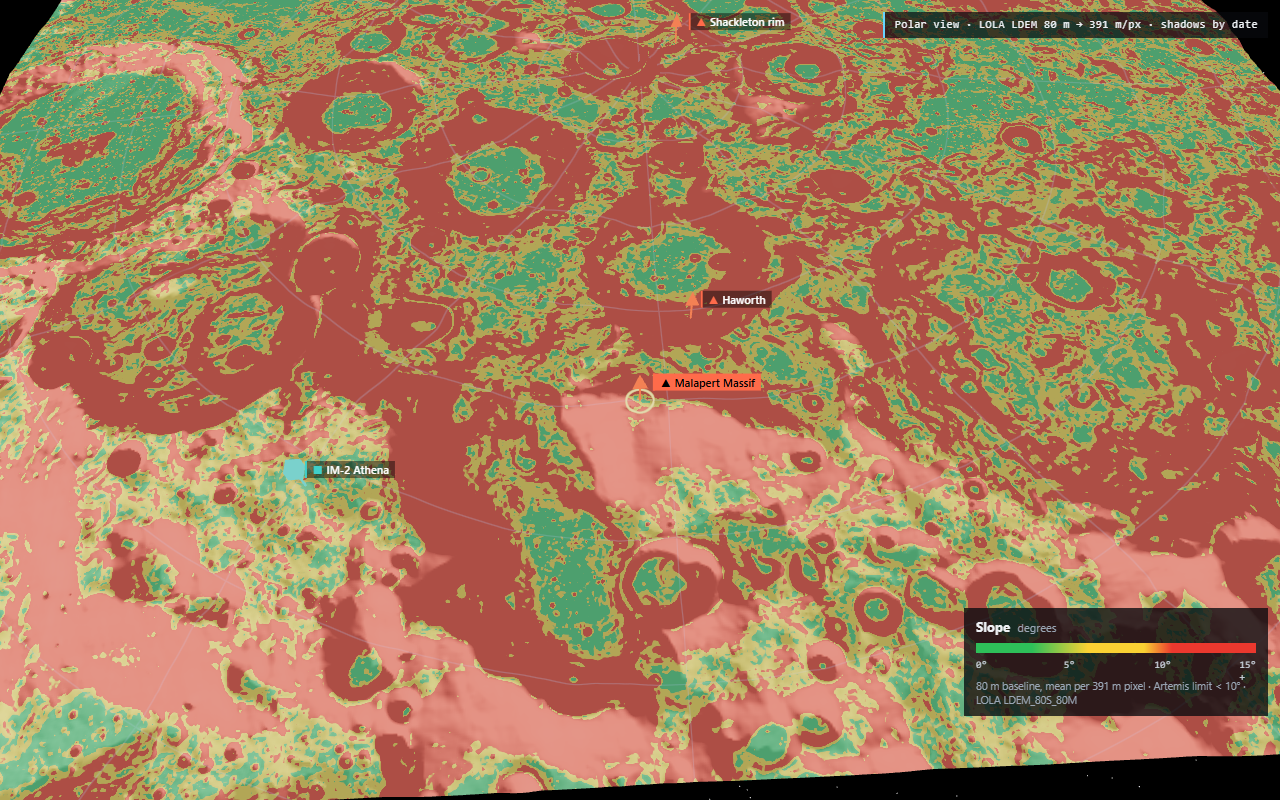 ▲ Shackleton rim
Polar view · LOLA LDEM 80 m → 391 m/px · shadows by date
▲ Haworth
▲ Malapert Massif
■ IM-2 Athena
Slope degrees
0° 5° 10° 15°
80 m baseline, mean per 391 m pixel · Artemis limit < 10° ·
LOLA LDEM_80S_80M